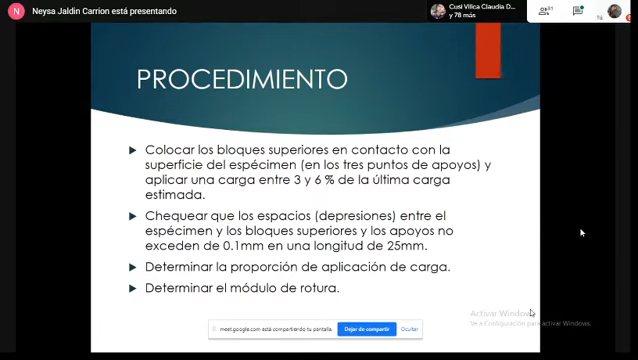 N Neysa Jaldin Carrion está presentando
Cusi Vilica Claudia D...
y 78 más
81
PROCEDIMIENTO
Colocar los bloques superiores en contacto con la
superficie del espécimen (en los tres puntos de apoyos) y
aplicar una carga entre 3 y 6 % de la última carga
estimada.
Chequear que los espacios (depresiones) entre el
espécimen y los bloques superiores y los apoyos no
exceden de 0.1mm en una longitud de 25mm.
Determinar la proporción de aplicación de carga.
Determinar el módulo de rotura.
Activar Windows
Ve a Configuración para activar Windows.
meet.google.com está compartiendo tu pantalla.
Dejar de compartir
Ocultar